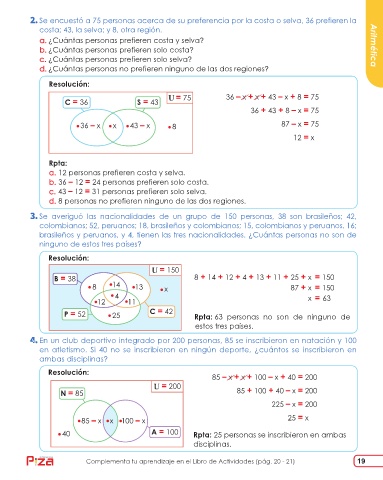 2. Se encuestó a 75 personas acerca de su preferencia por la costa o selva, 36 prefieren la
costa; 43, la selva; y 8, otra región.
a. ¿Cuántas personas prefieren costa y selva?
b. ¿Cuántas personas prefieren solo costa?
c. ¿Cuántas personas prefieren solo selva?
d. ¿Cuántas personas no prefieren ninguno de las dos regiones?
Aritmética
Resolución:
U = 75
C = 36
S = 43
36 – x
x
43 – x
8
36 – x + x + 43 – x + 8 = 75
36 + 43 + 8 – x = 75
87 – x = 75
12 = x
Rpta:
a. 12 personas prefieren costa y selva.
b. 36 – 12 = 24 personas prefieren solo costa.
c. 43 – 12 = 31 personas prefieren solo selva.
d. 8 personas no prefieren ninguno de las dos regiones.
3. Se averiguó las nacionalidades de un grupo de 150 personas, 38 son brasileños; 42,
colombianos; 52, peruanos; 18, brasileños y colombianos; 15, colombianos y peruanos, 16;
brasileños y peruanos, y 4, tienen las tres nacionalidades. ¿Cuántas personas no son de
ninguno de estos tres países?
Resolución:
U = 150
B = 38
8
14
13
x
4
12
11
P = 52
25
C = 42
8 + 14 + 12 + 4 + 13 + 11 + 25 + x = 150
87 + x = 150
x = 63
Rpta: 63 personas no son de ninguno de
estos tres países.
4. En un club deportivo integrado por 200 personas, 85 se inscribieron en natación y 100
en atletismo. Si 40 no se inscribieron en ningún deporte, ¿cuántos se inscribieron en
ambas disciplinas?
Resolución:
U = 200
N = 85
85 – x
x
100 – x
40
A = 100
85 – x + x + 100 – x + 40 = 200
85 + 100 + 40 – x = 200
225 – x = 200
25 = x
Rpta: 25 personas se inscribieron en ambas
disciplinas.
Pizza
Complementa tu aprendizaje en el Libro de Actividades (pág. 20 - 21)
19